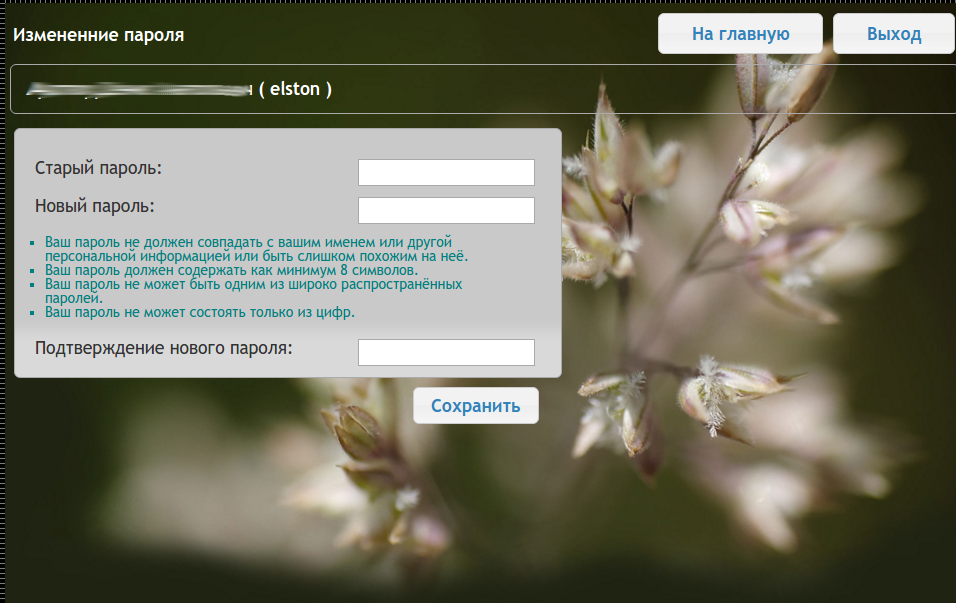 Измененние пароля
На главную
Выход
( elston )
Старый пароль:
Новый пароль:
Ваш пароль не должен совпадать с вашим именем или другой
персональной информацией или быть слишком похожим на неё.
Ваш пароль должен содержать как минимум 8 символов.
Ваш пароль не может быть одним из широко распространённых
паролей.
Ваш пароль не может состоять только из цифр.
Подтверждение нового пароля:
Сохранить